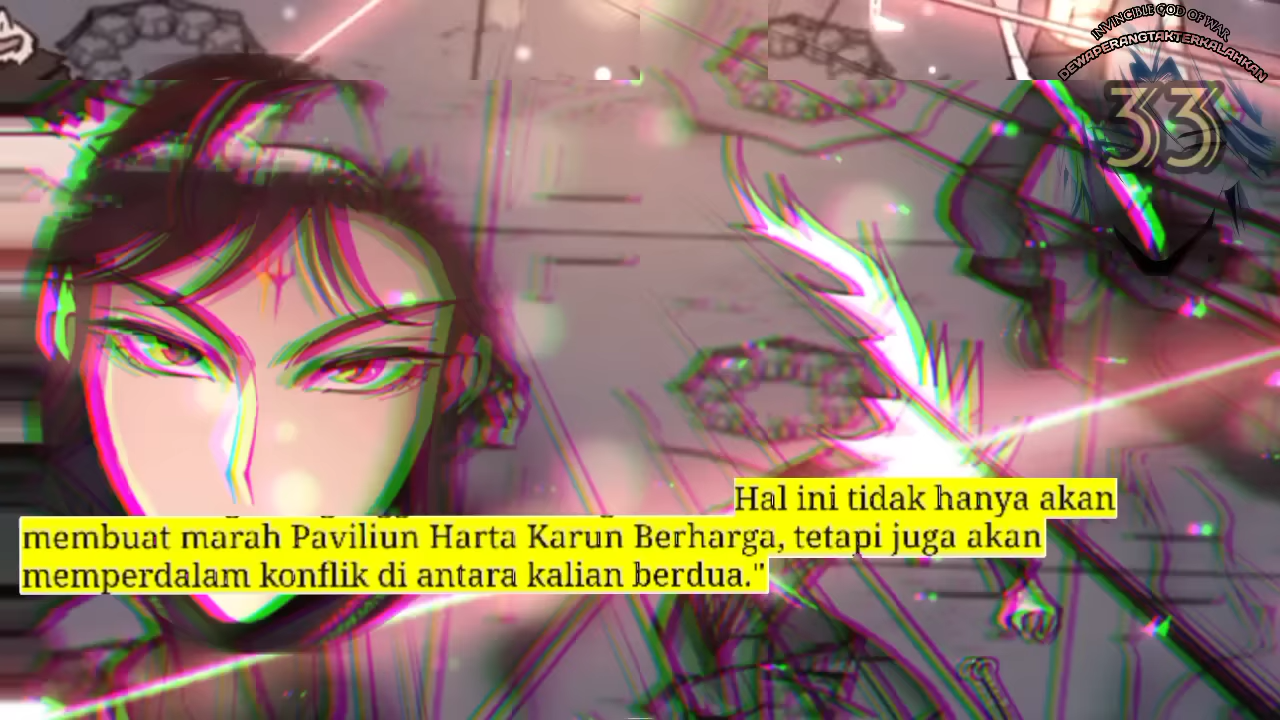 INVINCIBLE GOD OF WAR
DEWAPERANGTAKTERKALAHKAN
33
Hal ini tidak hanya akan
membuat marah Paviliun Harta Karun Berharga, tetapi juga akan
memperdalam konflik di antara kalian berdua."